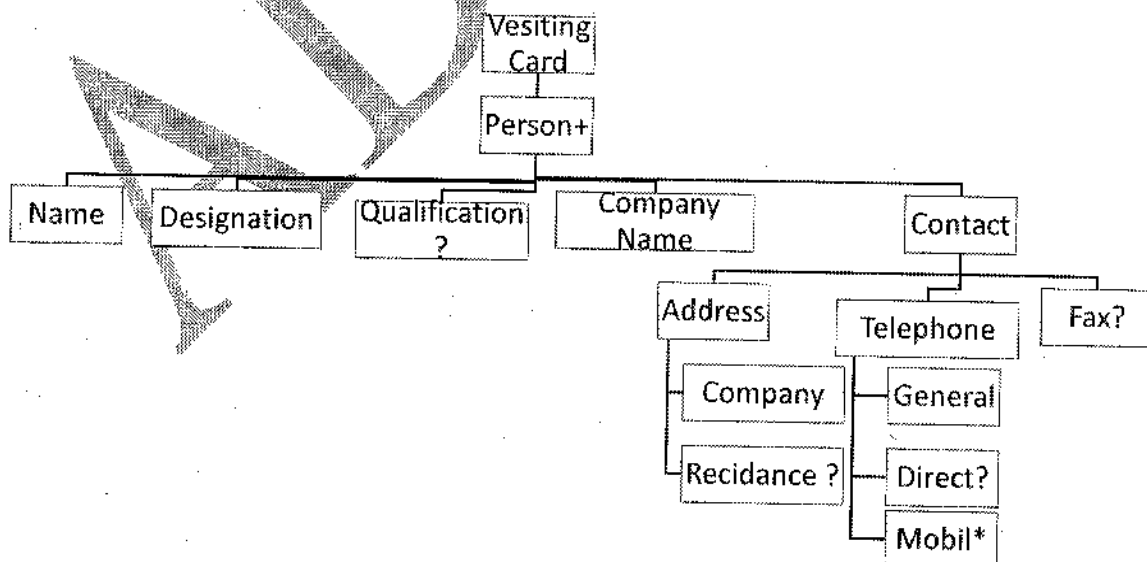 Vesiting
Card
Person+
Name
Designation
Qualification
?
Company
Name
Contact
Address
Telephone
Fax?
Company
General
Recidance ?
Direct?
Mobil*